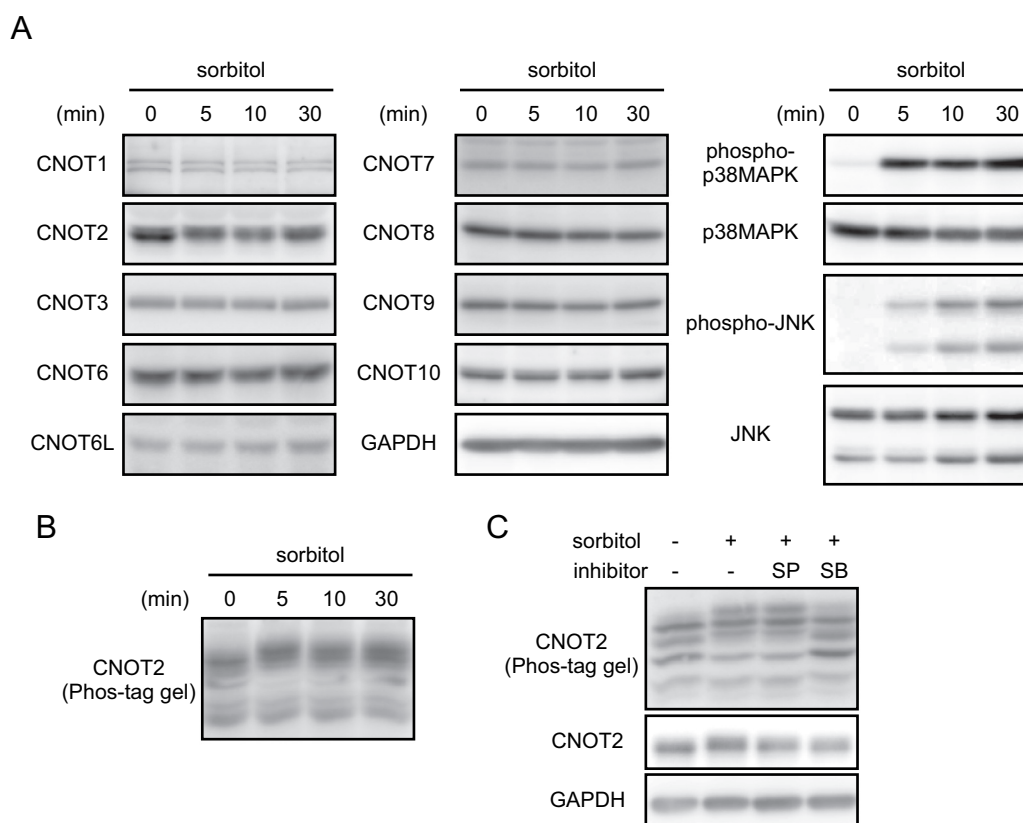 A
sorbitol
(min) 0 5 10 30
CNOT1
CNOT2
CNOT3
CNOT6
CNOT6L
sorbitol
(min) 0 5 10 30
CNOT7
CNOT8
CNOT9
CNOT10
GAPDH
sorbitol
(min) 0 5 10 30
phospho-
p38MAPK
p38MAPK
phospho-JNK
JNK
B
sorbitol
(min) 0 5 10 30
CNOT2
(Phos-tag gel)
C
sorbitol - + + +
inhibitor - - SP SB
CNOT2
(Phos-tag gel)
CNOT2
GAPDH